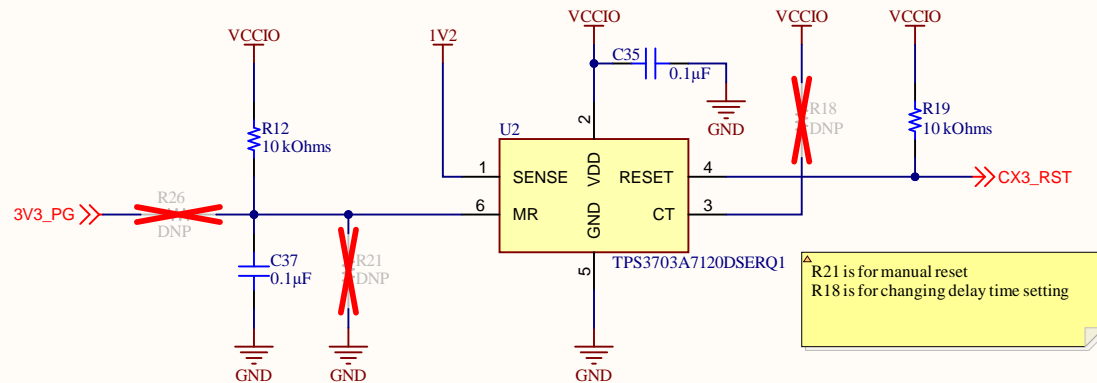 VCCIO
1V2
VCCIO
VCCIO
VCCIO
C35
0.1µF
GND
R18
DNP
R19
10 kOhms
R12
10 kOhms
U2
2
1
SENSE
VDD
RESET
4
CX3_RST
3V3_PG
R26
DNP
6
MR
GND
CT
3
5
TPS3703A7120DSERQ1
C37
0.1µF
R21
DNP
R21 is for manual reset
R18 is for changing delay time setting
GND
GND
GND